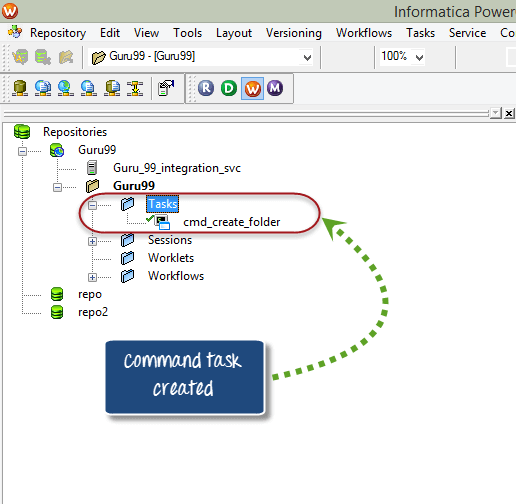 Informatica Power
Repository Edit View Tools Layout Versioning Workflows Tasks Service Co
Guru99 - [Guru99] 100%
R D W M
Repositories
Guru99
Guru_99_integration_svc
Guru99
Tasks
cmd_create_folder
Sessions
Worklets
Workflows
repo
repo2
command task
created